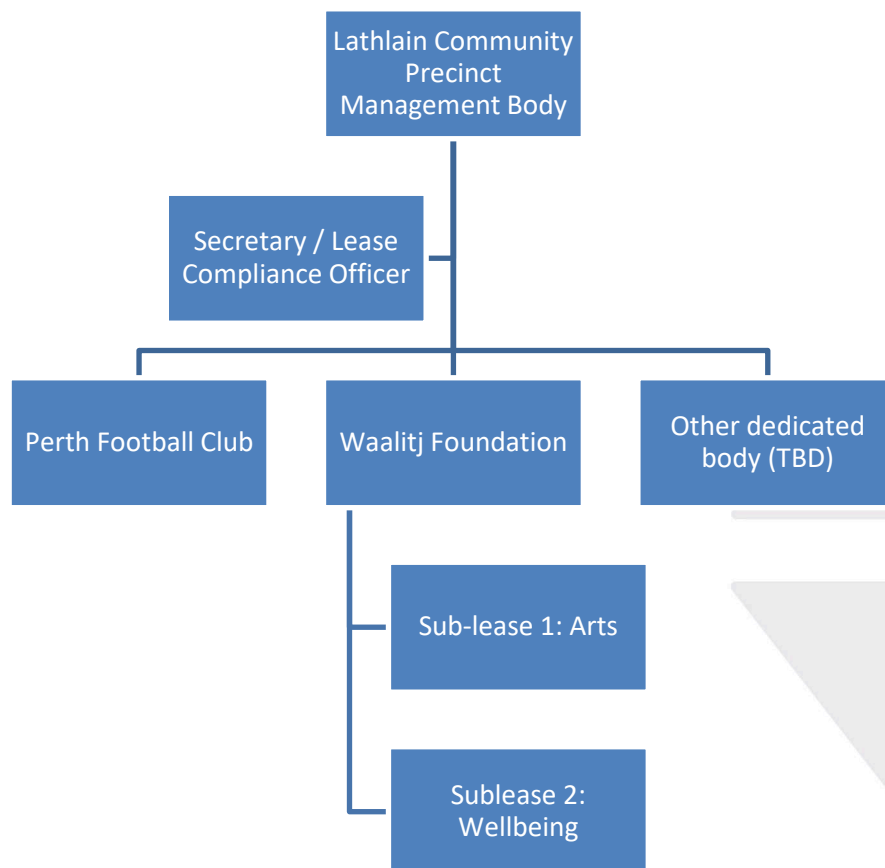 Lathlain Community
Precinct
Management Body
Secretary / Lease
Compliance Officer
Perth Football Club
Waalitj Foundation
Other dedicated
body (TBD)
Sub-lease 1: Arts
Sublease 2:
Wellbeing